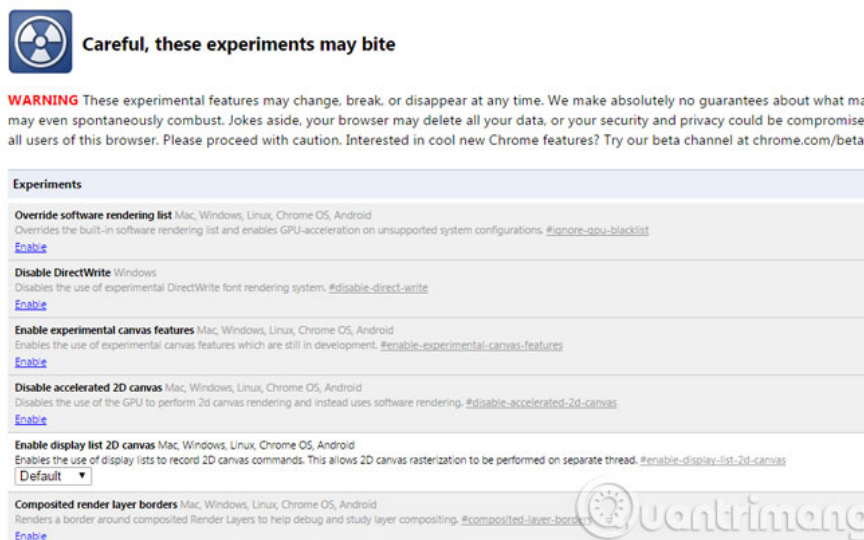 Careful, these experiments may bite
WARNING These experimental features may change, break, or disappear at any time. We make absolutely no guarantees about what
may even spontaneously combust. Jokes aside, your browser may delete all your data, or your security and privacy could be
all users of this browser. Please proceed with caution. Interested in cool new Chrome features? Try our beta channel at chrome.com/beta
Experiments
Override software rendering list Mac, Windows, Linux, Chrome OS, Android
Overrides the built-in software rendering list and enables GPU-acceleration on unsupported system configurations. #ignore-gpu-blacklist
Enable
Disable DirectWrite Windows
Disables the use of experimental DirectWrite font rendering system. #disable-direct-write
Enable
Enable experimental canvas features Mac, Windows, Linux, Chrome OS, Android
Enables the use of experimental canvas features which are still in development. #enable-experimental-canvas-features
Enable
Disable accelerated 2D canvas Mac, Windows, Linux, Chrome OS, Android
Disables the use of the GPU to perform 2d canvas rendering and instead uses software rendering. #disable-accelerated-2d-canvas
Enable
Enable display list 2D canvas Mac, Windows, Linux, Chrome OS, Android
Enables the use of display lists to record 2D canvas commands. This allows 2D canvas rasterization to be performed on separate thread. #enable-display-list-2d-canvas
Default
Composited render layer borders Mac, Windows, Linux, Chrome OS, Android
Renders a border around composited Render Layers to help debug and study layer compositing. #composited-layer-borders
Enable
Quantrimang